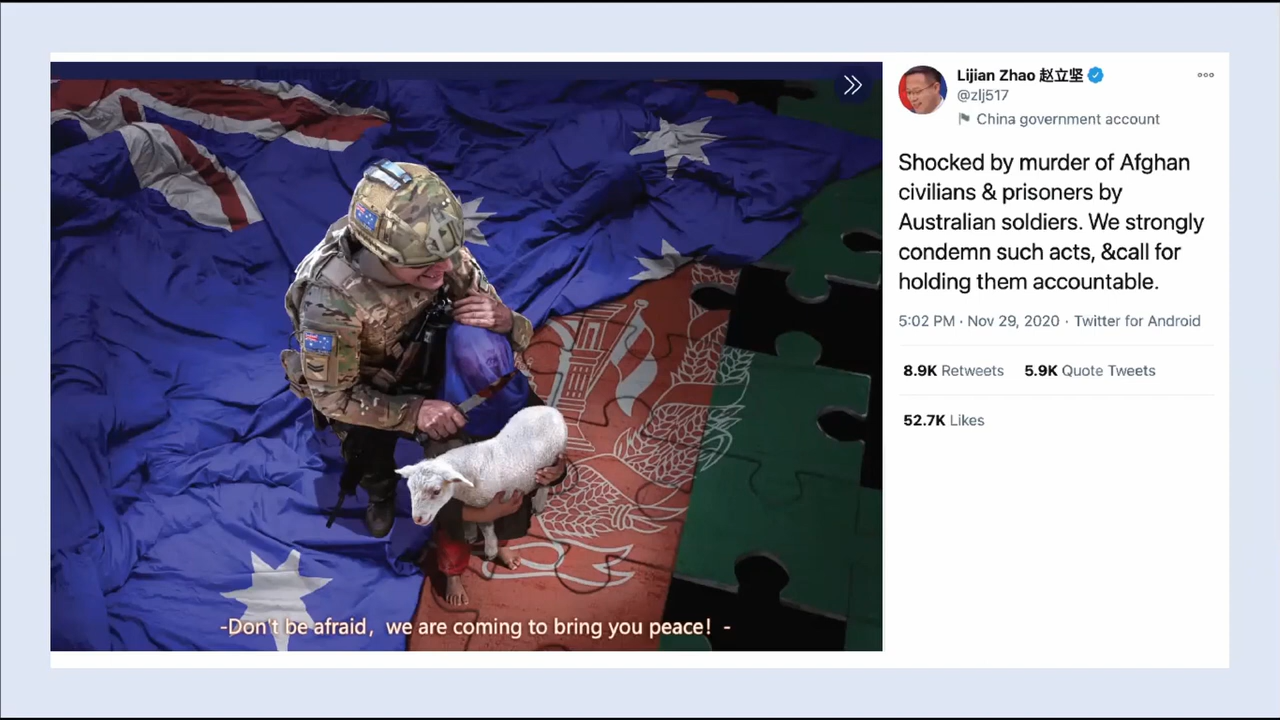 Lijian Zhao 赵立坚
@zlj517
China government account
Shocked by murder of Afghan
civilians & prisoners by
Australian soldiers. We strongly
condemn such acts, &call for
holding them accountable.
5:02 PM · Nov 29, 2020 · Twitter for Android
8.9K Retweets 5.9K Quote Tweets
52.7K Likes
-Don't be afraid, we are coming to bring you peace! -